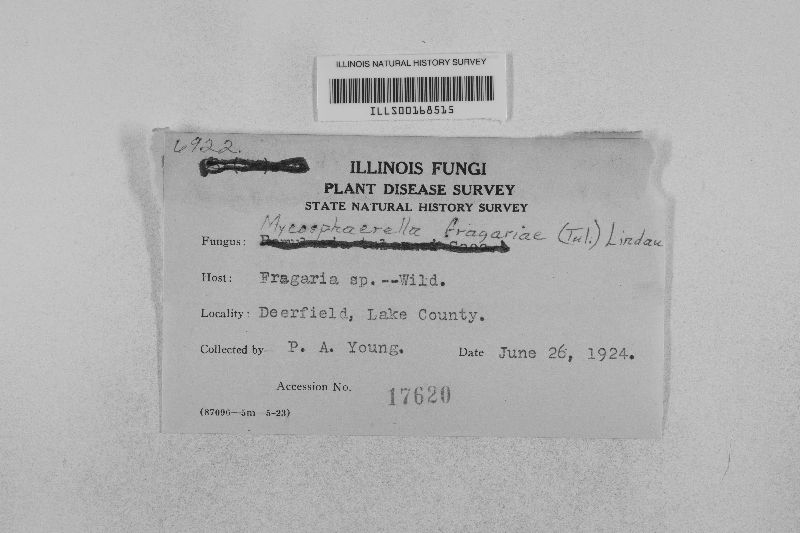 ILLINOIS NATURAL HISTORY SURVEY
ILLS00168515
6922.
ILLINOIS FUNGI
PLANT DISEASE SURVEY
STATE NATURAL HISTORY SURVEY
Mycosphaerella fragariae (Tul.) Lindau
Fungus:
Host: Fragaria sp.--Wild.
Locality: Deerfield, Lake County.
Collected by P. A. Young. Date June 26, 1924.
Accession No. 17620
(87096—5m—5-23)